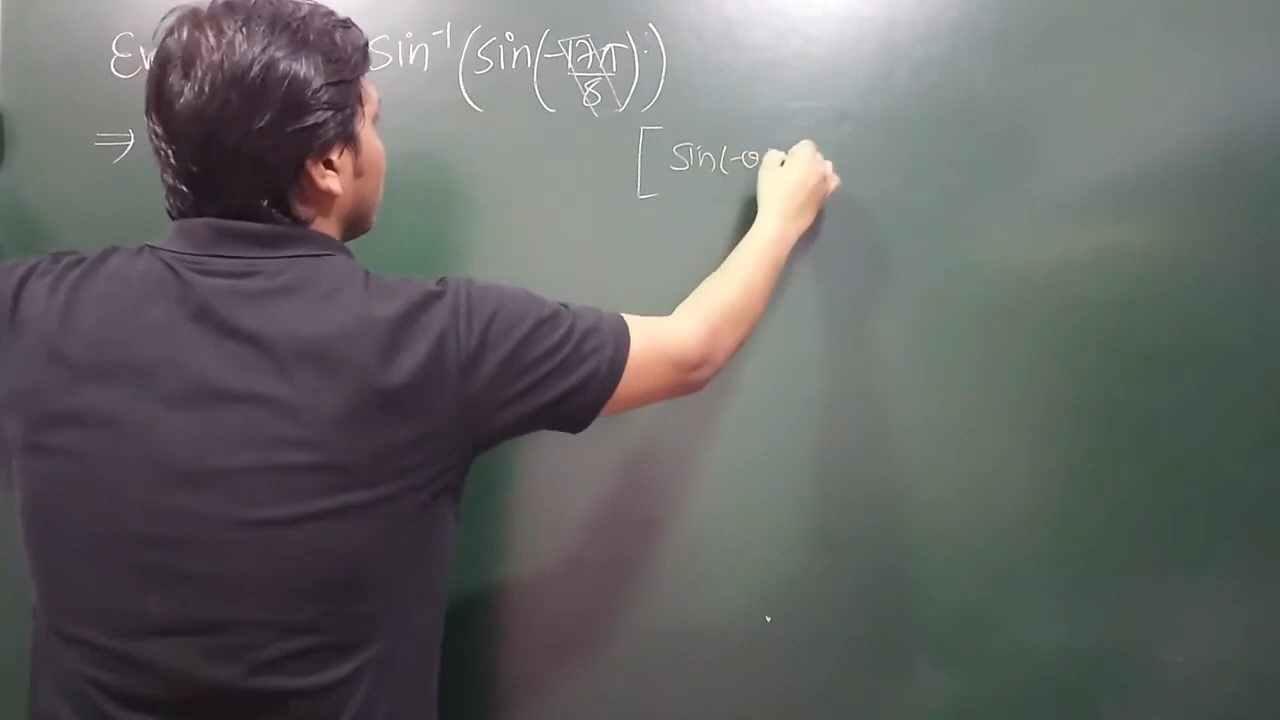 Ev sin⁻¹(sin(-17π/8))
⇒ [ sin(-θ